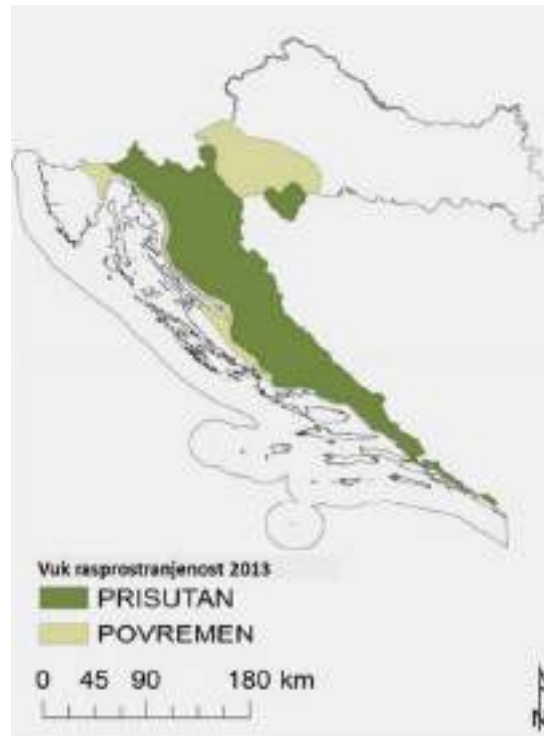 Vuk rasprostranjenost 2013
PRISUTAN
POVREMEN
0 45 90 180 km
N